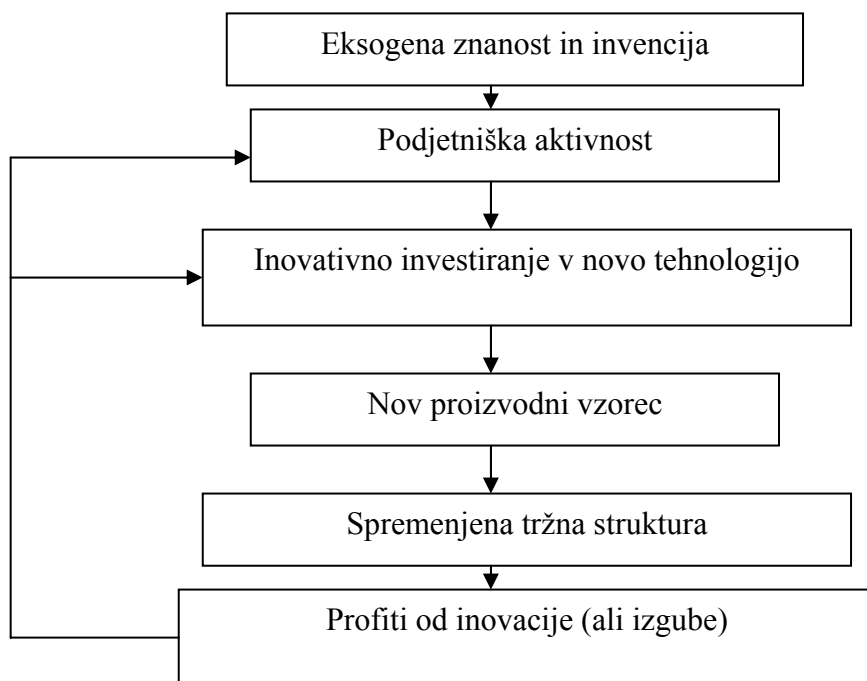 Eksogena znanost in invencija
Podjetniška aktivnost
Inovativno investiranje v novo tehnologijo
Nov proizvodni vzorec
Spremenjena tržna struktura
Profiti od inovacije (ali izgube)